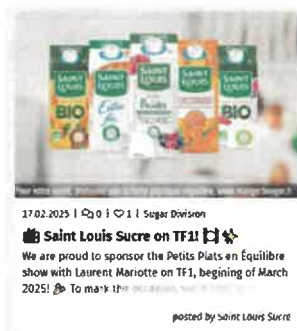 SAINT LOUIS
BIO
SAINT LOUIS
SAINT LOUIS
SAINT LOUIS
SAINT LOUIS
BIO
17.02.2025 | 0 | 1 | Sugar Division
Saint Louis Sucre on TF1!
We are proud to sponsor the Petits Plats en Équilibre
show with Laurent Mariotte on TF1, begining of March
2025! To mark the
posted by Saint Louis Sucre